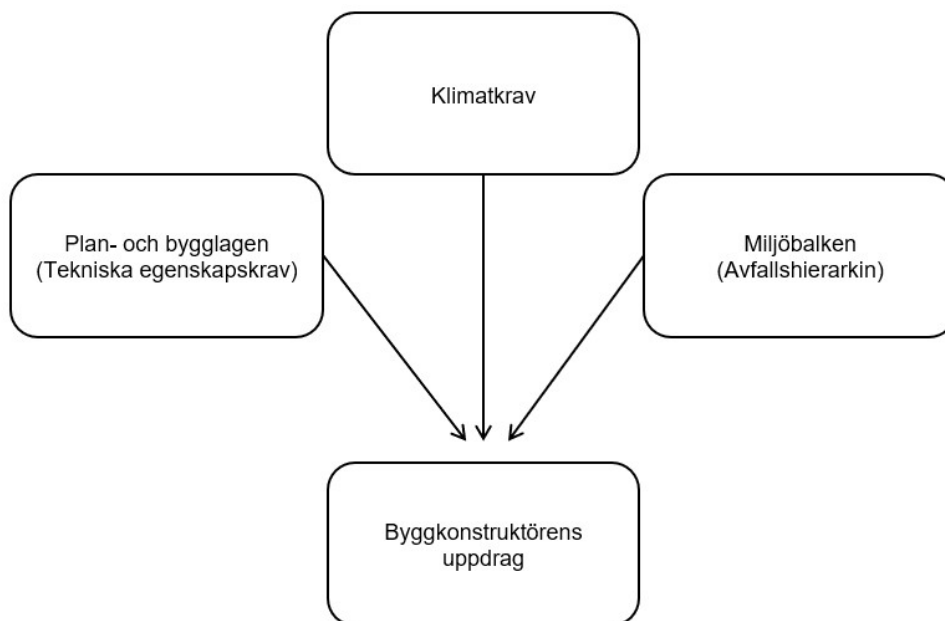 Klimatkrav
Plan- och bygglagen
(Tekniska egenskapskrav)
Miljöbalken
(Avfallshierarkin)
Byggkonstruktörens
uppdrag